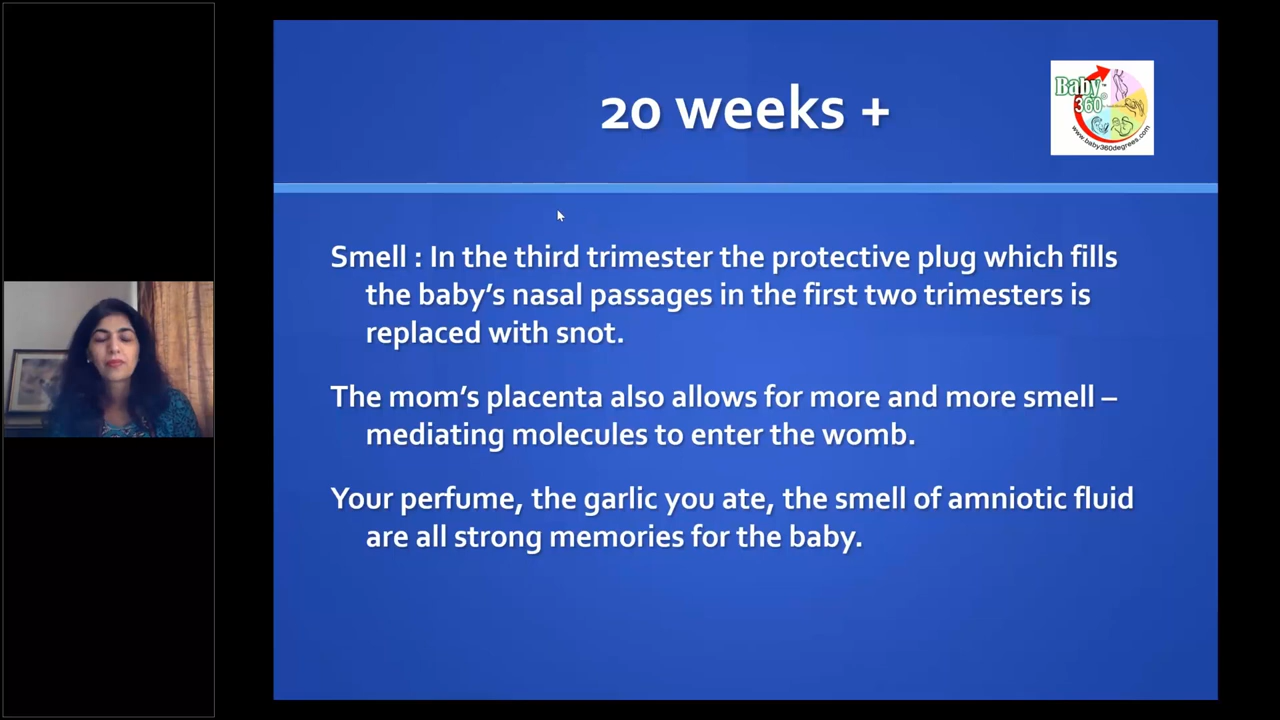 20 weeks +
Baby
360
www.baby360degrees.com
Smell : In the third trimester the protective plug which fills
the baby’s nasal passages in the first two trimesters is
replaced with snot.
The mom’s placenta also allows for more and more smell –
mediating molecules to enter the womb.
Your perfume, the garlic you ate, the smell of amniotic fluid
are all strong memories for the baby.